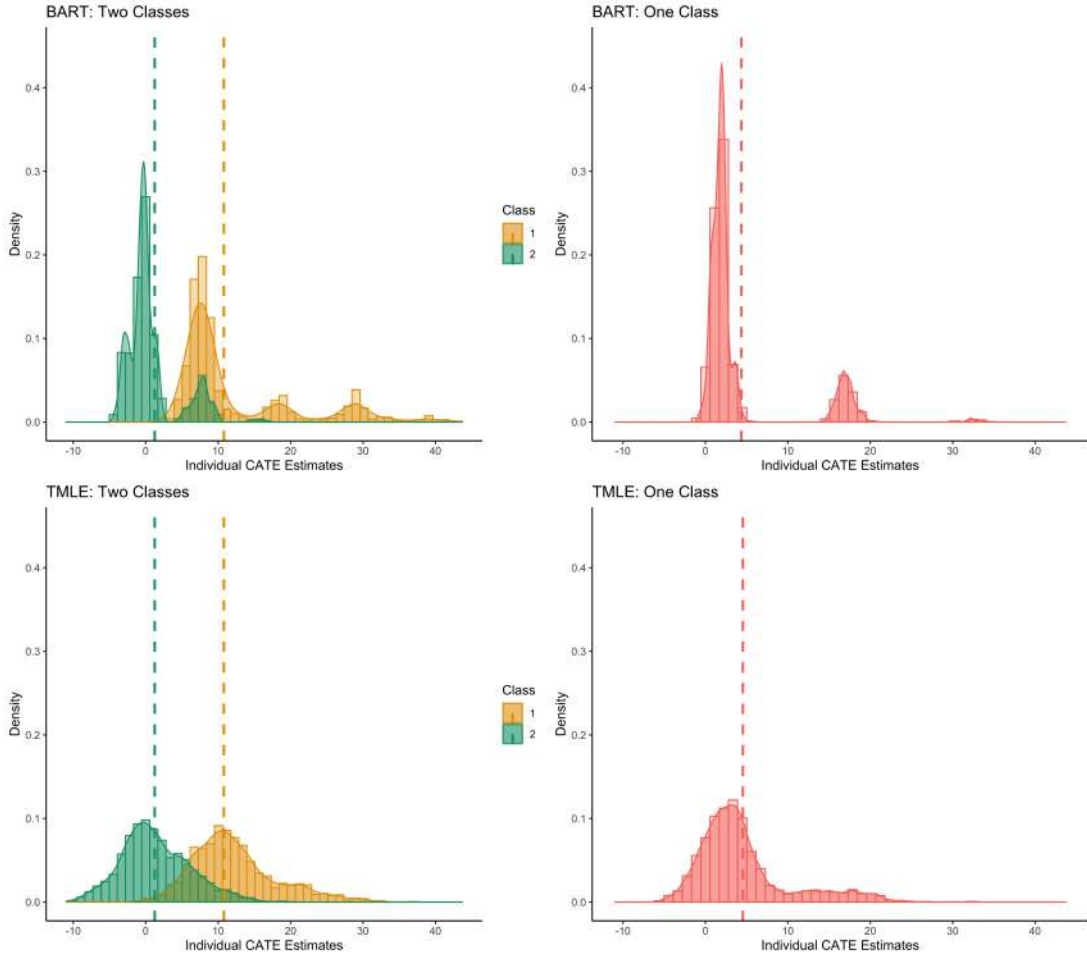 BART: Two Classes
Density
0.4
0.3
0.2
0.1
0.0
-10 0 10 20 30 40
Individual CATE Estimates
Class
1
2
BART: One Class
Density
0.4
0.3
0.2
0.1
0.0
-10 0 10 20 30 40
Individual CATE Estimates
TMLE: Two Classes
Density
0.4
0.3
0.2
0.1
0.0
-10 0 10 20 30 40
Individual CATE Estimates
Class
1
2
TMLE: One Class
Density
0.4
0.3
0.2
0.1
0.0
-10 0 10 20 30 40
Individual CATE Estimates